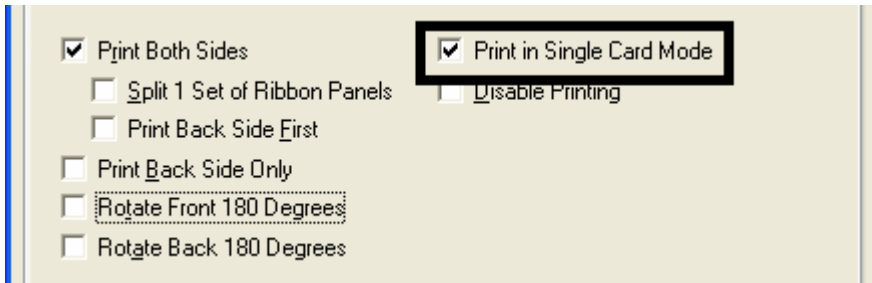 Print Both Sides
Print in Single Card Mode
Split 1 Set of Ribbon Panels
Disable Printing
Print Back Side First
Print Back Side Only
Rotate Front 180 Degrees
Rotate Back 180 Degrees